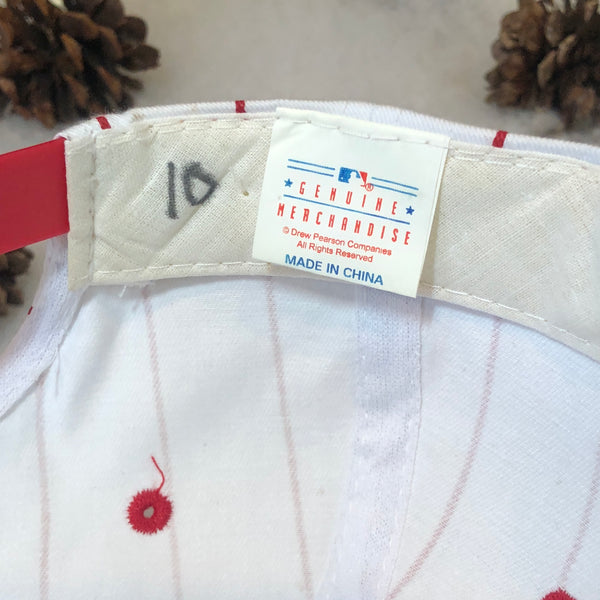 10
®
GENUINE
MERCHANDISE
© Drew Pearson Companies
All Rights Reserved
MADE IN CHINA